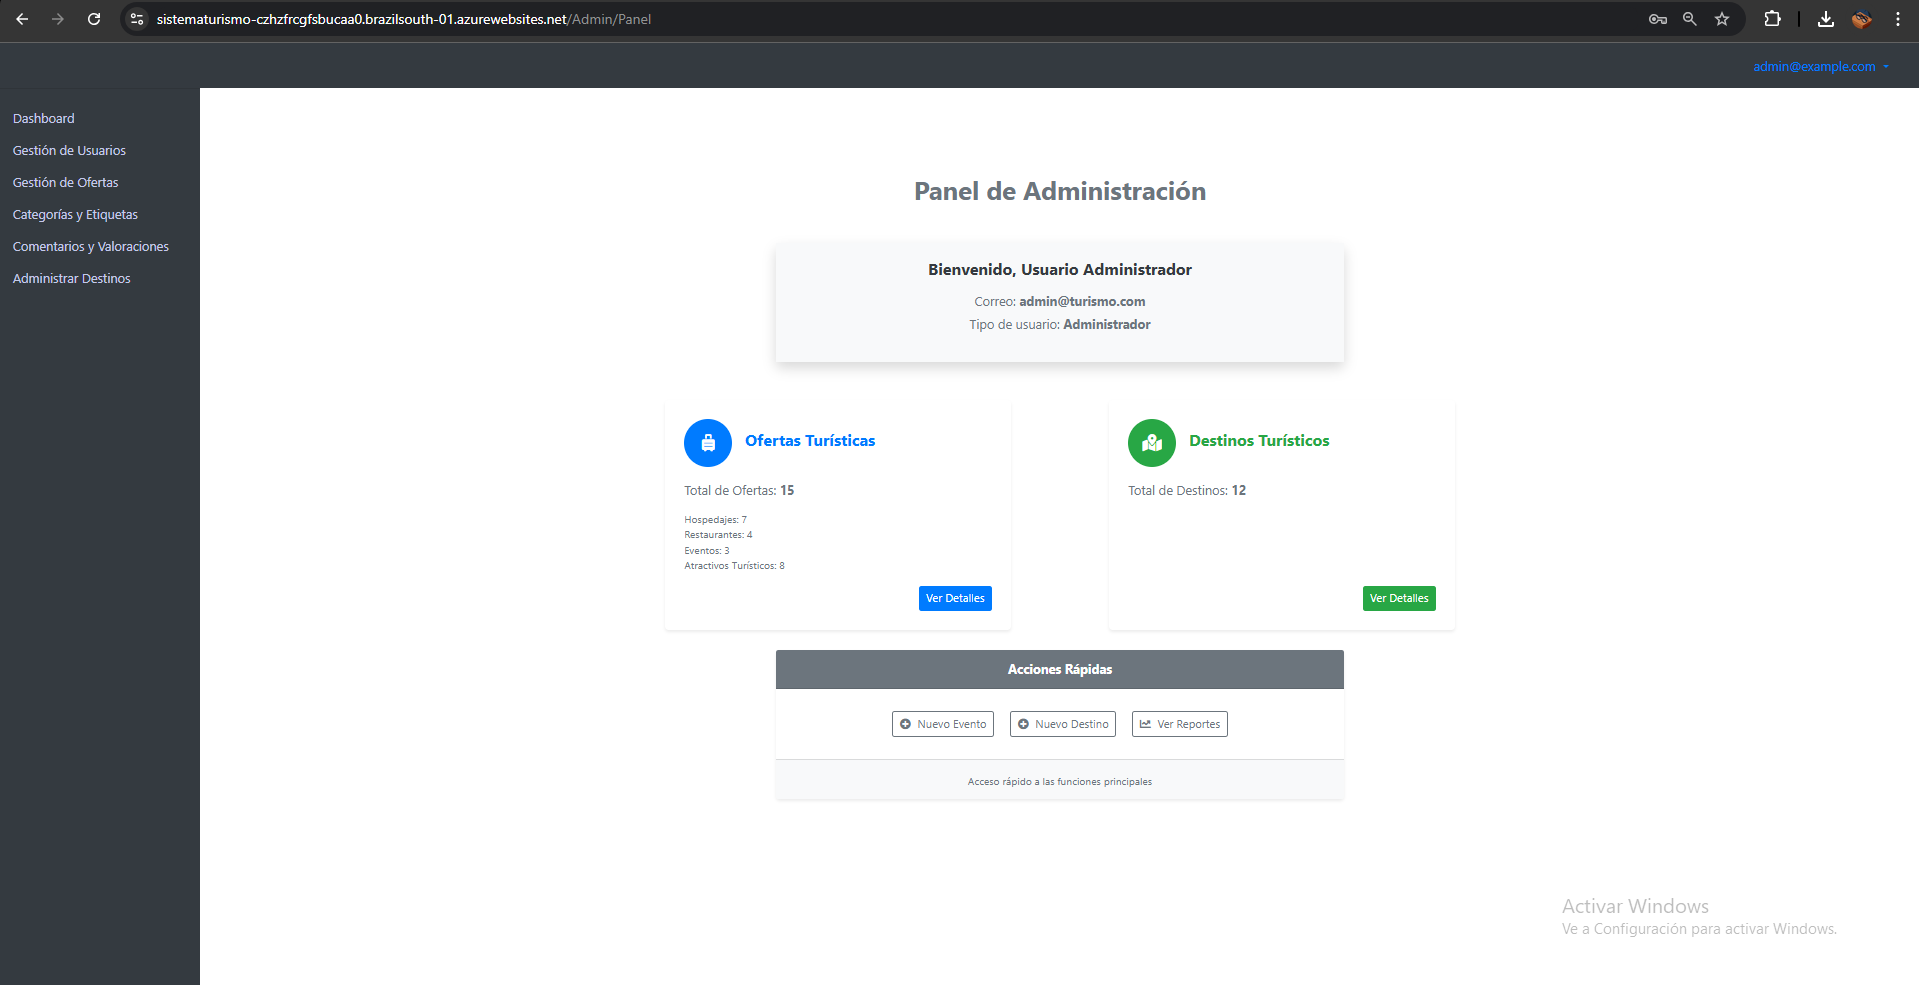 sistematurismo-czhzfrcgfsbucaa0.brazilsouth-01.azurewebsites.net/Admin/Panel
admin@example.com
Dashboard
Gestión de Usuarios
Gestión de Ofertas
Categorías y Etiquetas
Comentarios y Valoraciones
Administrar Destinos
Panel de Administración
Bienvenido, Usuario Administrador
Correo: admin@turismo.com
Tipo de usuario: Administrador
Ofertas Turísticas
Total de Ofertas: 15
Hospedajes: 7
Restaurantes: 4
Eventos: 3
Atractivos Turísticos: 8
Ver Detalles
Destinos Turísticos
Total de Destinos: 12
Ver Detalles
Acciones Rápidas
Nuevo Evento
Nuevo Destino
Ver Reportes
Acceso rápido a las funciones principales
Activar Windows
Ve a Configuración para activar Windows.